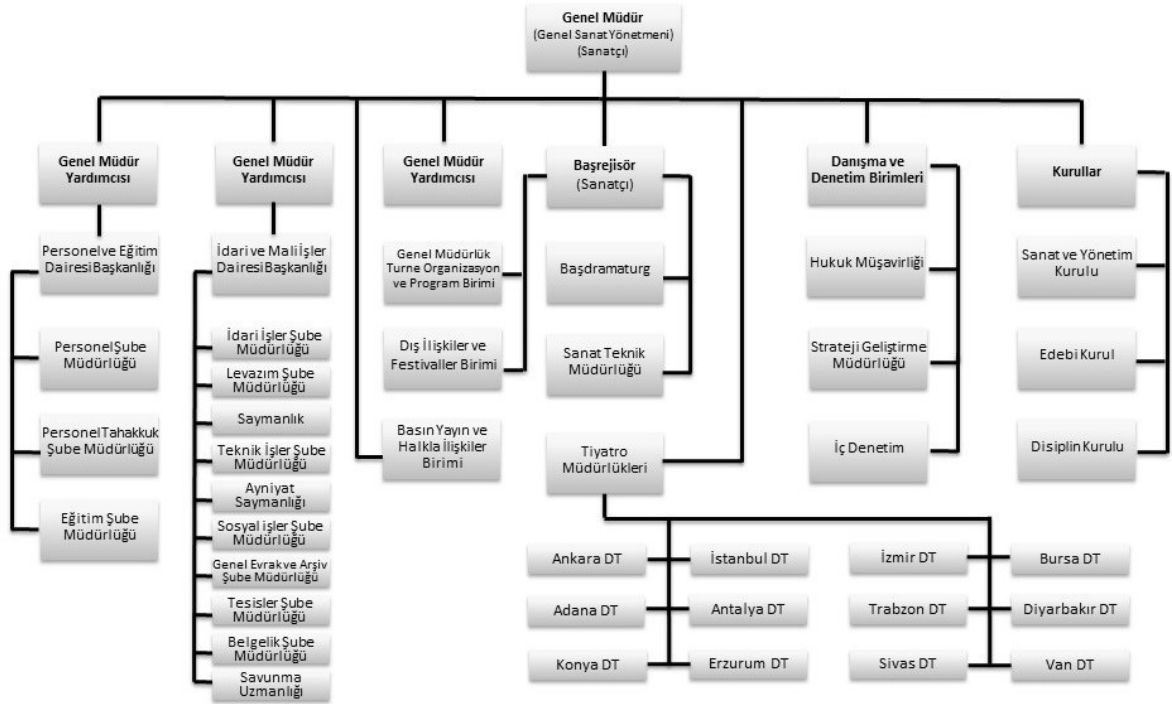 Genel Müdür
(Genel Sanat Yönetmeni)
(Sanatçı)
Genel Müdür
Yardımcısı
Genel Müdür
Yardımcısı
Genel Müdür
Yardımcısı
Başrejisör
(Sanatçı)
Danışma ve
Denetim Birimleri
Kurullar
Personel ve Eğitim
Dairesi Başkanlığı
Personel Şube
Müdürlüğü
Personel Tahakkuk
Şube Müdürlüğü
Eğitim Şube
Müdürlüğü
İdari ve Mali İşler
Dairesi Başkanlığı
İdari İşler Şube
Müdürlüğü
Levazım Şube
Müdürlüğü
Saymanlık
Teknik İşler Şube
Müdürlüğü
Ayniyat
Saymanlığı
Sosyal işler Şube
Müdürlüğü
Genel Evrak ve Arşiv
Şube Müdürlüğü
Tesisler Şube
Müdürlüğü
Belgelik Şube
Müdürlüğü
Savunma
Uzmanlığı
Genel Müdürlük
Turne Organizasyon
ve Program Birimi
Dış İlişkiler ve
Festivaller Birimi
Basın Yayın ve
Halkla İlişkiler
Birimi
Başdramaturg
Sanat Teknik
Müdürlüğü
Tiyatro
Müdürlükleri
Hukuk Müşavirliği
Strateji Geliştirme
Müdürlüğü
İç Denetim
Sanat ve Yönetim
Kurulu
Edebi Kurul
Disiplin Kurulu
Ankara DT
İstanbul DT
İzmir DT
Bursa DT
Adana DT
Antalya DT
Trabzon DT
Diyarbakır DT
Konya DT
Erzurum DT
Sivas DT
Van DT